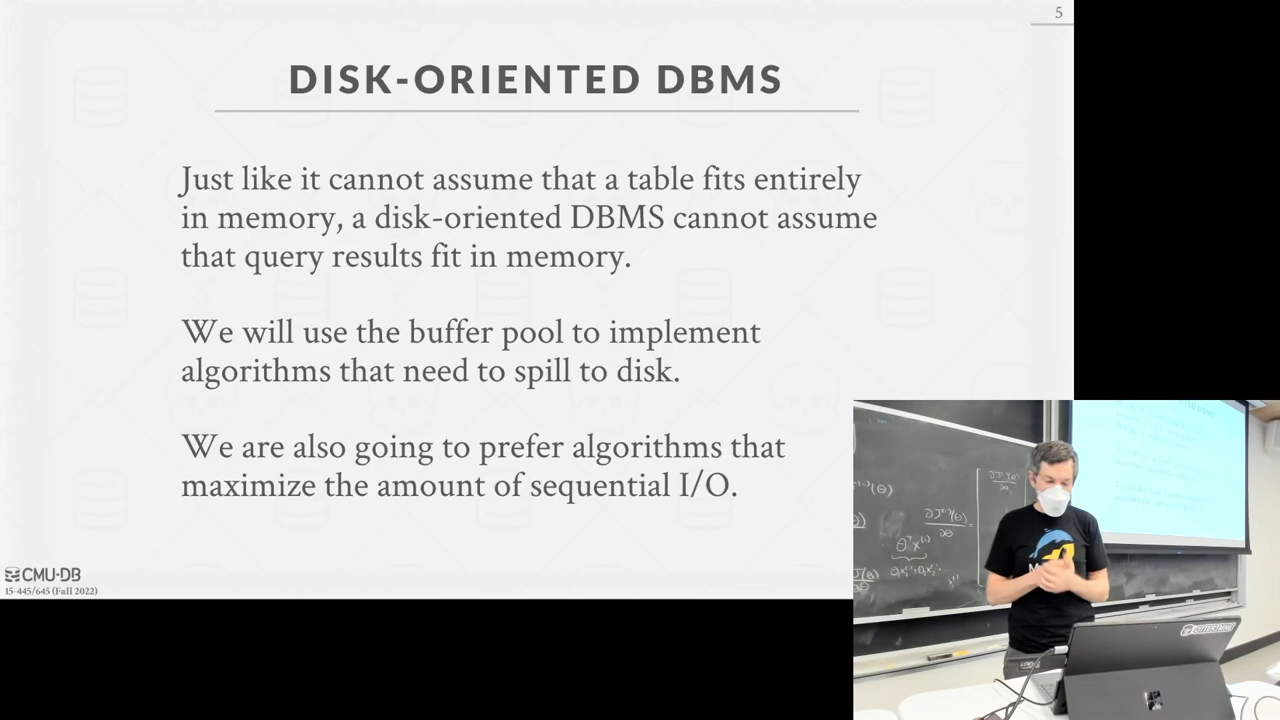 5
DISK-ORIENTED DBMS
Just like it cannot assume that a table fits entirely
in memory, a disk-oriented DBMS cannot assume
that query results fit in memory.
We will use the buffer pool to implement
algorithms that need to spill to disk.
We are also going to prefer algorithms that
maximize the amount of sequential I/O.
CMU·DB
15-445/645 (Fall 2022)